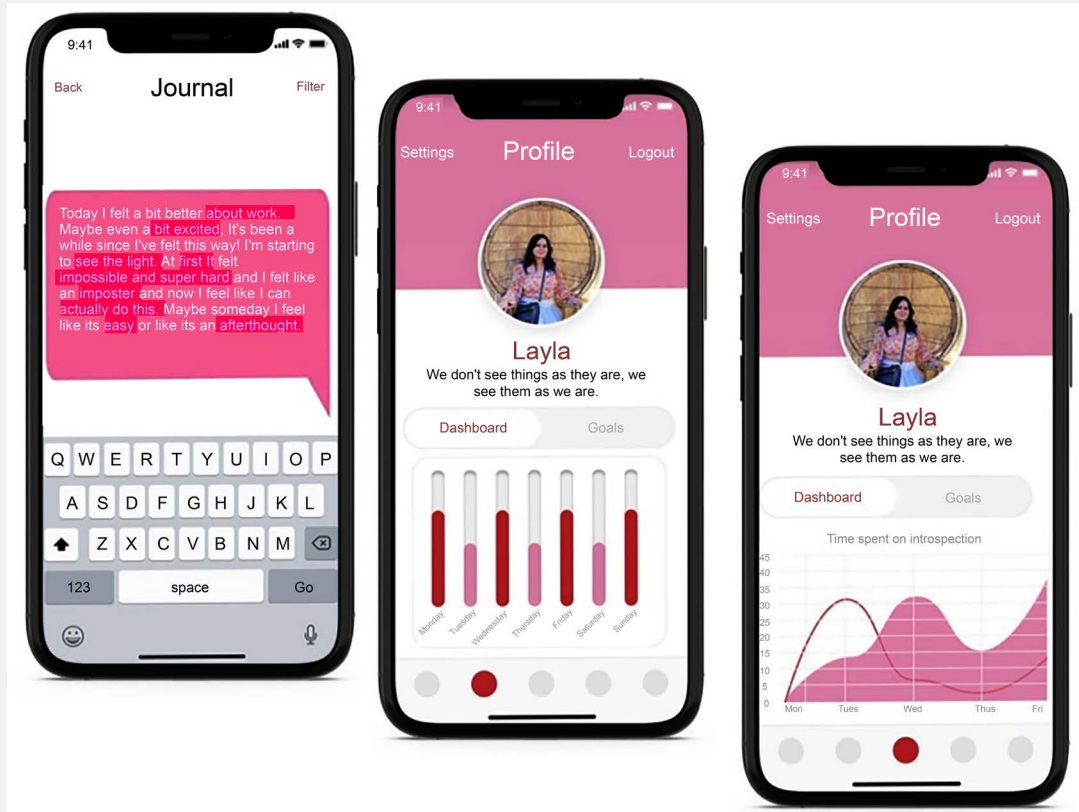 9:41
Back
Journal
Filter
Today I felt a bit better about work.
Maybe even a bit excited, It's been a
while since I've felt this way! I'm starting
to see the light. At first It felt
impossible and super hard and I felt like
an imposter and now I feel like I can
actually do this. Maybe someday I feel
like its easy or like its an afterthought.
Q W E R T Y U I O P
A S D F G H J K L
Z X C V B N M
123
space
Go
9:41
Settings
Profile
Logout
Layla
We don't see things as they are, we
see them as we are.
Dashboard
Goals
Monday
Tuesday
Wednesday
Thursday
Friday
Saturday
Sunday
9:41
Settings
Profile
Logout
Layla
We don't see things as they are, we
see them as we are.
Dashboard
Goals
Time spent on introspection
45
40
35
30
25
20
15
10
5
0
Mon
Tues
Wed
Thus
Fri